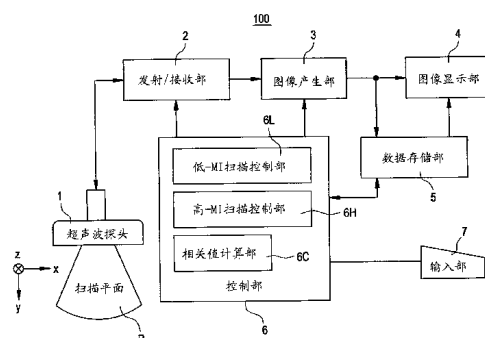 100
2
3
4
发射/接收部
图像产生部
图像显示部
6L
低-MI扫描控制部
数据存储部
5
高-MI扫描控制部
6H
1
超声波探头
相关值计算部
6C
7
输入部
z
x
y
扫描平面
控制部
6